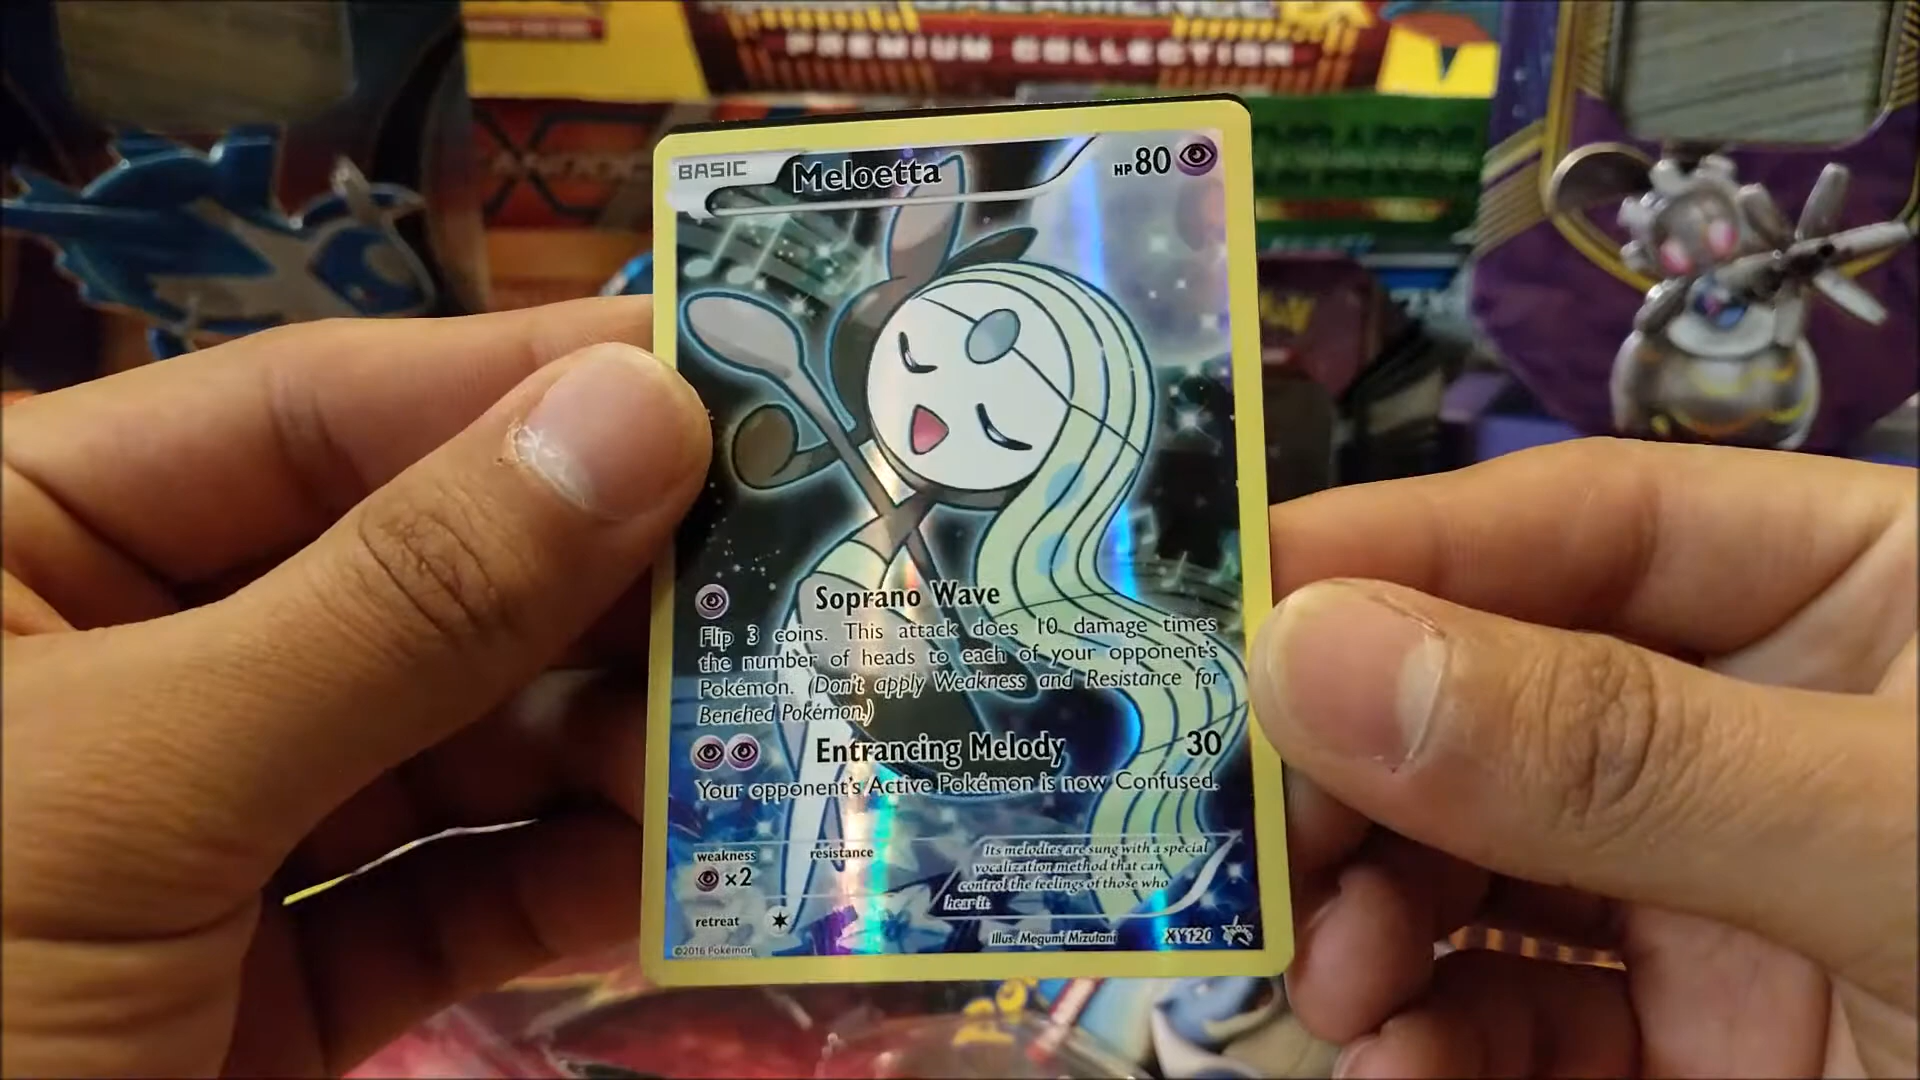 PREMIUM COLLECTION
BASIC
Meloetta
HP 80
Soprano Wave
Flip 3 coins. This attack does 10 damage times
the number of heads to each of your opponent's
Pokémon. (Don't apply Weakness and Resistance for
Benched Pokémon.)
Entrancing Melody 30
Your opponent's Active Pokémon is now Confused.
weakness
×2
resistance
Its melodies are sung with a special
vocalization method that can
control the feelings of those who
hear it.
retreat
Illus. Megumi Mizutani
XY120
©2016 Pokémon